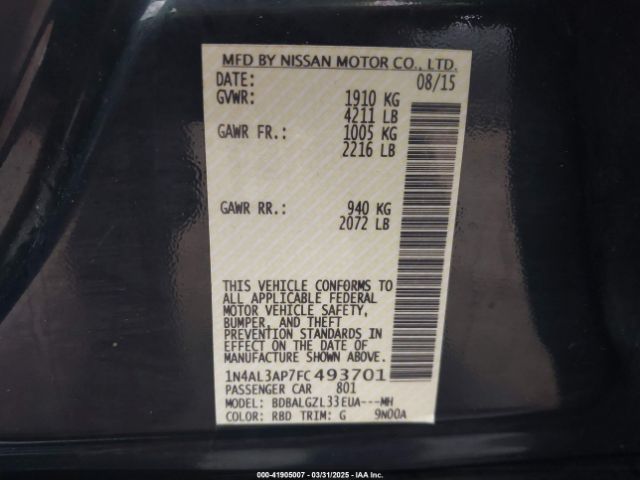 MFD BY NISSAN MOTOR CO., LTD.
DATE: 08/15
GVWR: 1910 KG
4211 LB
GAWR FR.: 1005 KG
2216 LB
GAWR RR.: 940 KG
2072 LB
THIS VEHICLE CONFORMS TO
ALL APPLICABLE FEDERAL
MOTOR VEHICLE SAFETY,
BUMPER, AND THEFT
PREVENTION STANDARDS IN
EFFECT ON THE DATE OF
MANUFACTURE SHOWN ABOVE.
1N4AL3AP7FC493701
PASSENGER CAR 801
MODEL: BDBALGZL33EUA---MH
COLOR: RBD TRIM: G 9N00A
000-41905007 - 03/31/2025 - IAAI.COM